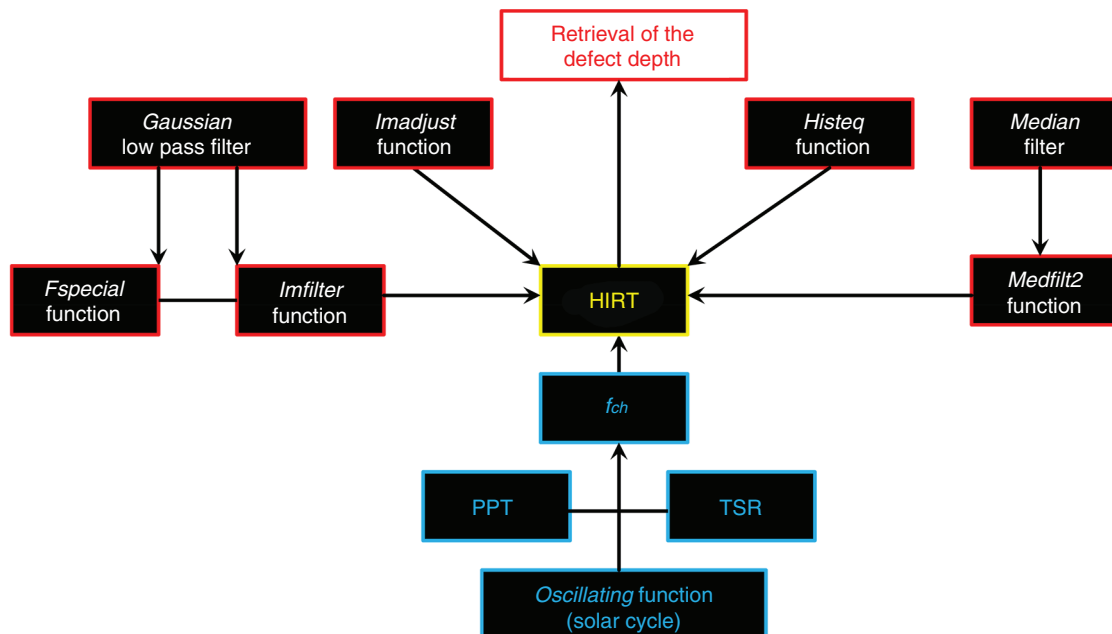 Retrieval of the
defect depth
Gaussian
low pass filter
Imadjust
function
Histeq
function
Median
filter
Fspecial
function
Imfilter
function
HIRT
Medfilt2
function
fch
PPT
TSR
Oscillating function
(solar cycle)